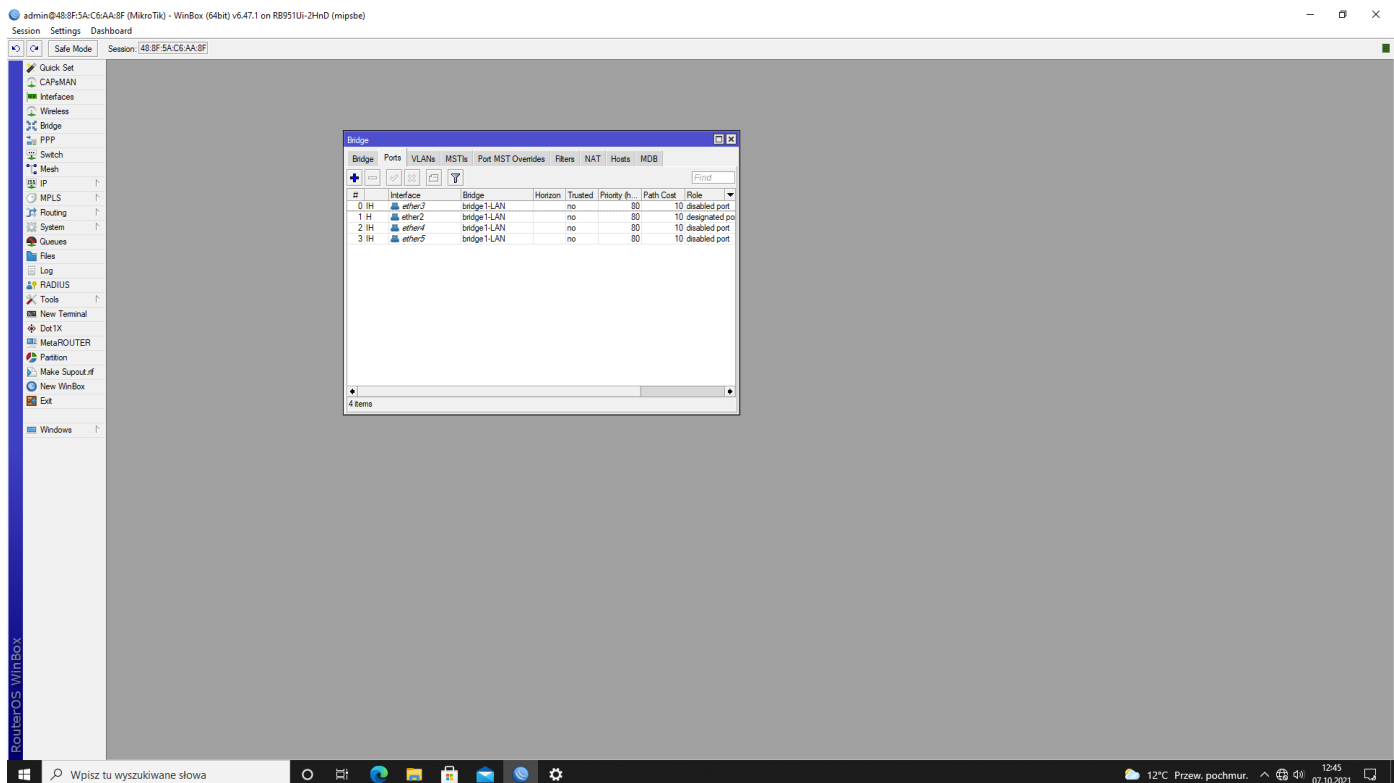 admin@48:8F:5A:C6:AA:8F (MikroTik) - WinBox (64bit) v6.47.1 on RB951Ui-2HnD (mipsbe)
Session Settings Dashboard
Safe Mode Session: 48:8F:5A:C6:AA:8F
Quick Set
CAPsMAN
Interfaces
Wireless
Bridge
PPP
Switch
Mesh
IP
MPLS
Routing
System
Queues
Files
Log
RADIUS
Tools
New Terminal
Dot1X
MetaROUTER
Partition
Make Supout.rif
New WinBox
Exit
Windows
RouterOS WinBox
Bridge
Bridge Ports VLANs MSTIs Port MST Overrides Filters NAT Hosts MDB
Find
# Interface Bridge Horizon Trusted Priority (h... Path Cost Role
0 IH ether3 bridge1-LAN no 80 10 disabled port
1 H ether2 bridge1-LAN no 80 10 designated po
2 IH ether4 bridge1-LAN no 80 10 disabled port
3 IH ether5 bridge1-LAN no 80 10 disabled port
4 items
Wpisz tu wyszukiwane słowa
12°C Przew. pochmur.
12:45
07.10.2021